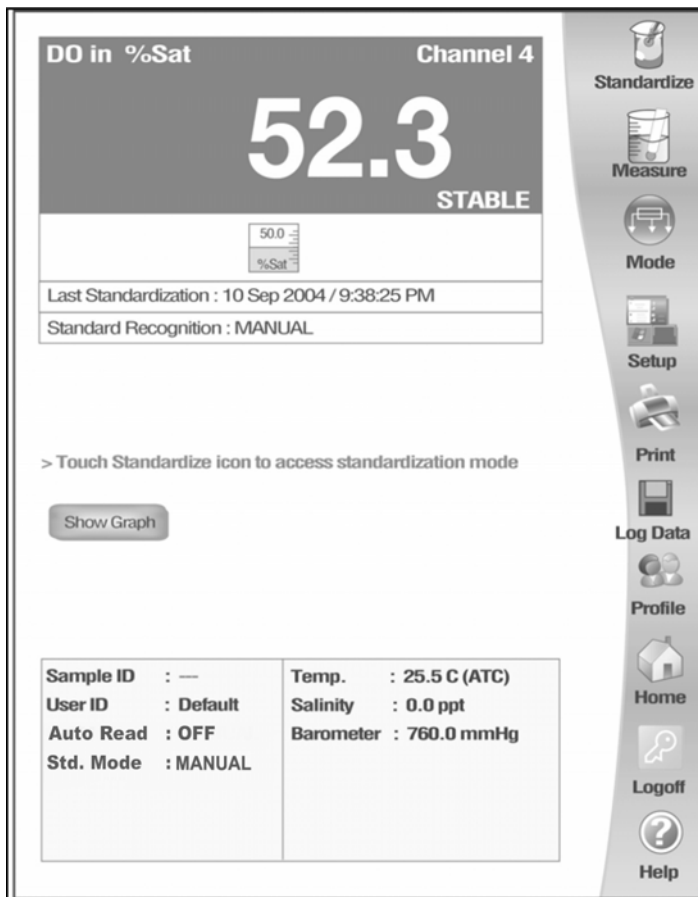 DO in %Sat Channel 4
52.3
STABLE
50.0
%Sat
Last Standardization : 10 Sep 2004 / 9:38:25 PM
Standard Recognition : MANUAL
> Touch Standardize icon to access standardization mode
Show Graph
Sample ID : ---
User ID : Default
Auto Read : OFF
Std. Mode : MANUAL
Temp. : 25.5 C (ATC)
Salinity : 0.0 ppt
Barometer : 760.0 mmHg
Standardize
Measure
Mode
Setup
Print
Log Data
Profile
Home
Logoff
Help